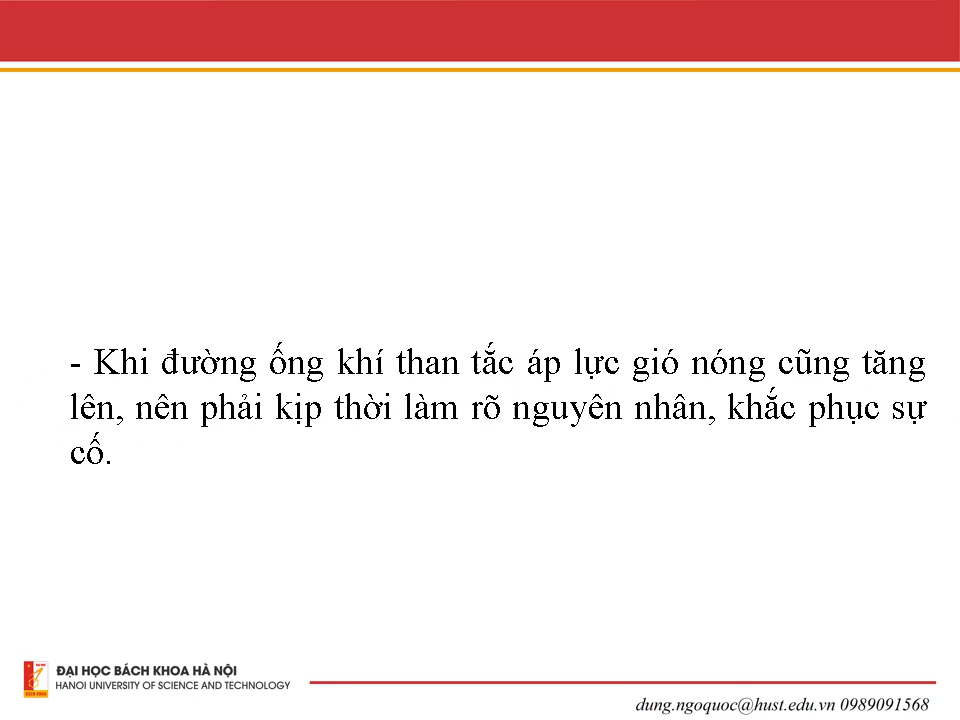 - Khi đường ống khí than tắc áp lực gió nóng cũng tăng
lên, nên phải kịp thời làm rõ nguyên nhân, khắc phục sự
cố.
ĐẠI HỌC BÁCH KHOA HÀ NỘI
HANOI UNIVERSITY OF SCIENCE AND TECHNOLOGY
dung.ngoquoc@hust.edu.vn 0989091568